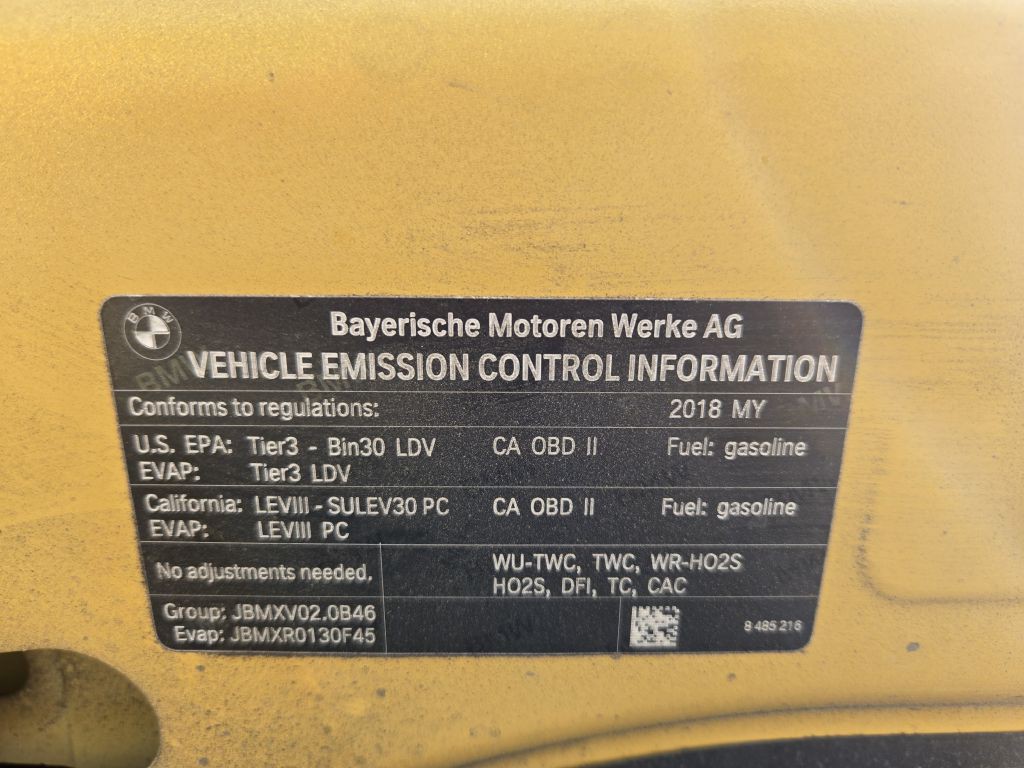 BMW
Bayerische Motoren Werke AG
VEHICLE EMISSION CONTROL INFORMATION
Conforms to regulations: 2018 MY
U.S. EPA: Tier3 - Bin30 LDV CA OBD II Fuel: gasoline
EVAP: Tier3 LDV
California: LEVIII - SULEV30 PC CA OBD II Fuel: gasoline
EVAP: LEVIII PC
No adjustments needed. WU-TWC, TWC, WR-HO2S
HO2S, DFI, TC, CAC
Group: JBMXV02.0B46
Evap: JBMXR0130F45 8 485 216